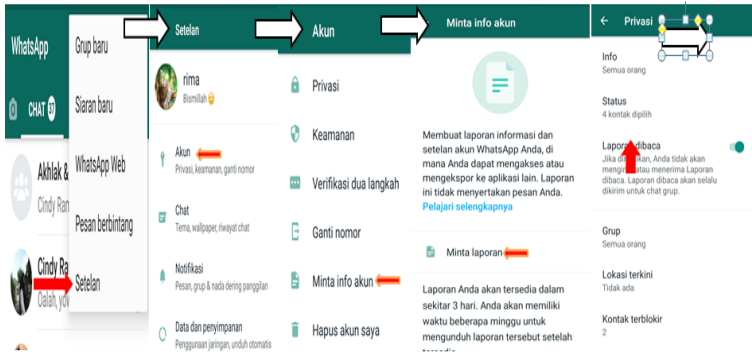 WhatsApp
CHAT 37
Akhlak &
Cindy Ran
Cindy Ra
Oalah, yov
Grup baru
Siaran baru
WhatsApp Web
Pesan berbintang
Setelan
Setelan
rima
Bismillah
Akun
Privasi, keamanan, ganti nomor
Chat
Tema, wallpaper, riwayat chat
Notifikasi
Pesan, grup & nada dering panggilan
Data dan penyimpanan
Penggunaan jaringan, unduh otomatis
Akun
Privasi
Keamanan
Verifikasi dua langkah
Ganti nomor
Minta info akun
Hapus akun saya
Minta info akun
Membuat laporan informasi dan
setelan akun WhatsApp Anda, di
mana Anda dapat mengakses atau
mengekspor ke aplikasi lain. Laporan
ini tidak menyertakan pesan Anda.
Pelajari selengkapnya
Minta laporan
Laporan Anda akan tersedia dalam
sekitar 3 hari. Anda akan memiliki
waktu beberapa minggu untuk
mengunduh laporan tersebut setelah
Privasi
Info
Semua orang
Status
4 kontak dipilih
Laporan dibaca
Jika dimatikan, Anda tidak akan
mengirim atau menerima Laporan
dibaca. Laporan dibaca akan selalu
dikirim untuk chat grup.
Grup
Semua orang
Lokasi terkini
Tidak ada
Kontak terblokir
2